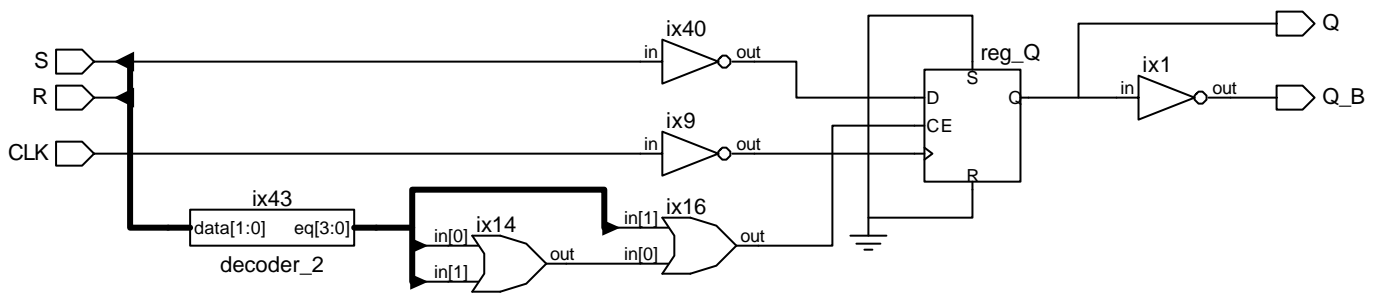 ix40
S
in
out
reg_Q
S
Q
ix1
R
D
Q
in
out
Q_B
CLK
ix9
CE
in
out
R
ix43
data[1:0]
eq[3:0]
decoder_2
ix14
in[0]
in[1]
out
ix16
in[1]
in[0]
out